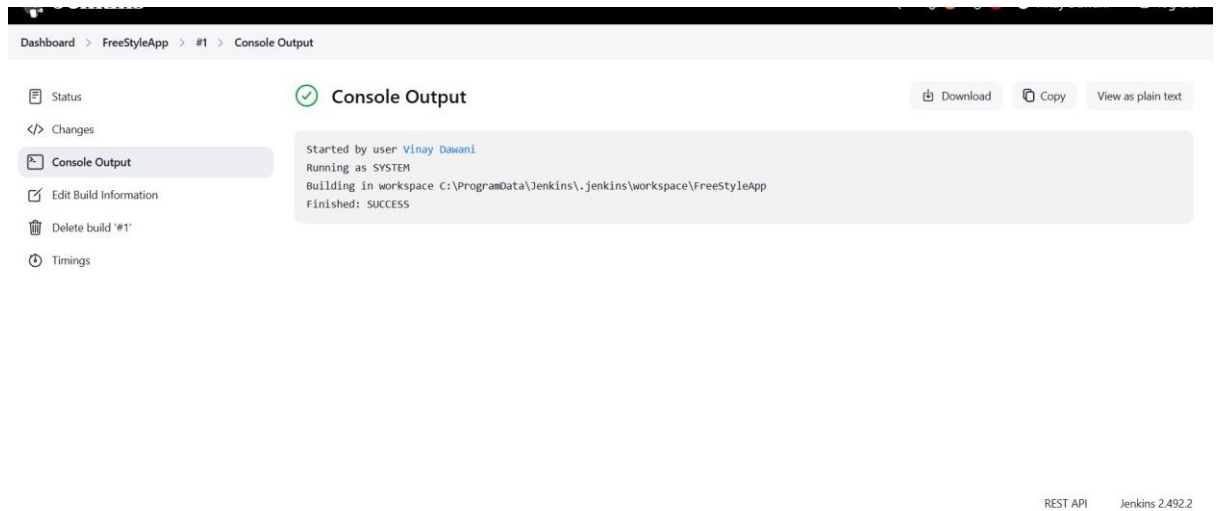 Dashboard > FreeStyleApp > #1 > Console Output
Status
Changes
Console Output
Edit Build Information
Delete build '#1'
Timings
Console Output
Download
Copy
View as plain text
Started by user Vinay Dawani
Running as SYSTEM
Building in workspace C:\ProgramData\Jenkins\.jenkins\workspace\FreeStyleApp
Finished: SUCCESS
REST API
Jenkins 2.492.2